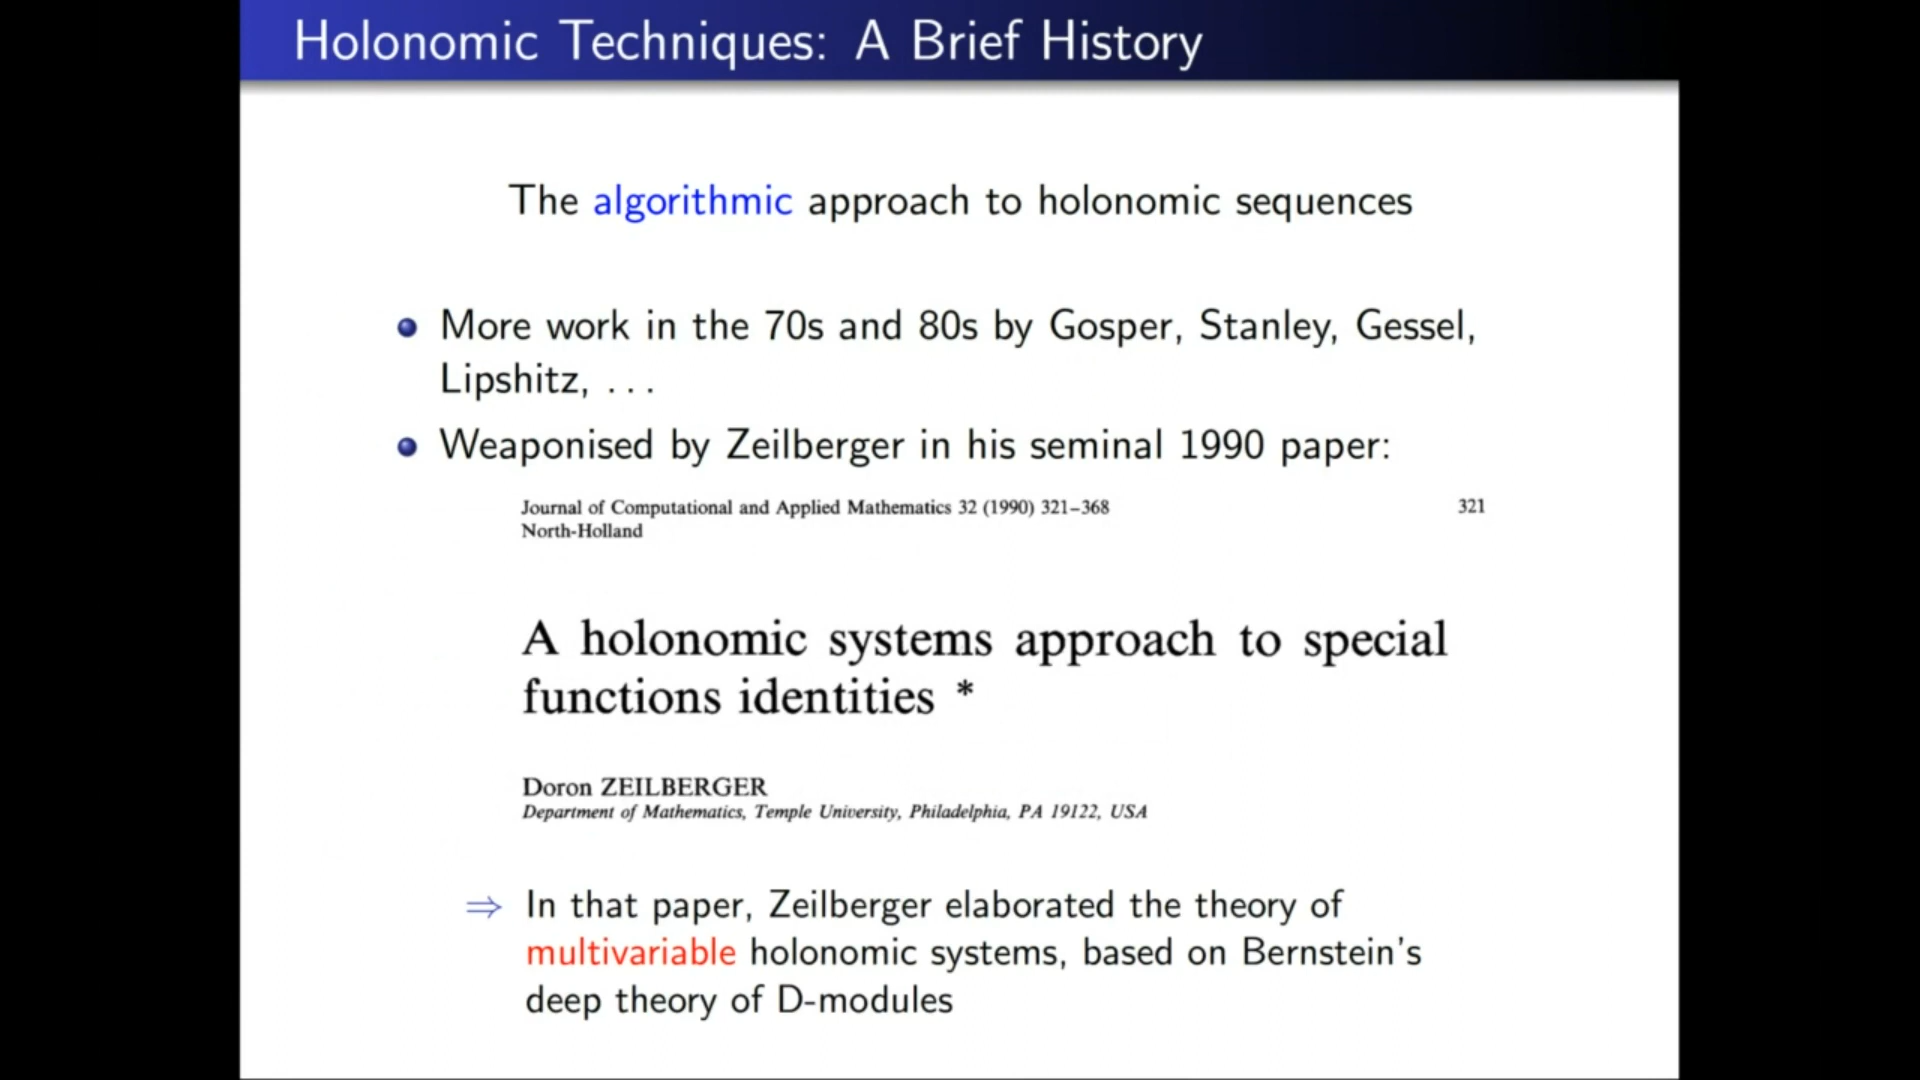 Holonomic Techniques: A Brief History
The algorithmic approach to holonomic sequences
More work in the 70s and 80s by Gosper, Stanley, Gessel,
Lipshitz, ...
Weaponised by Zeilberger in his seminal 1990 paper:
Journal of Computational and Applied Mathematics 32 (1990) 321–368 321
North-Holland
A holonomic systems approach to special
functions identities *
Doron ZEILBERGER
Department of Mathematics, Temple University, Philadelphia, PA 19122, USA
⇒ In that paper, Zeilberger elaborated the theory of
multivariable holonomic systems, based on Bernstein's
deep theory of D-modules